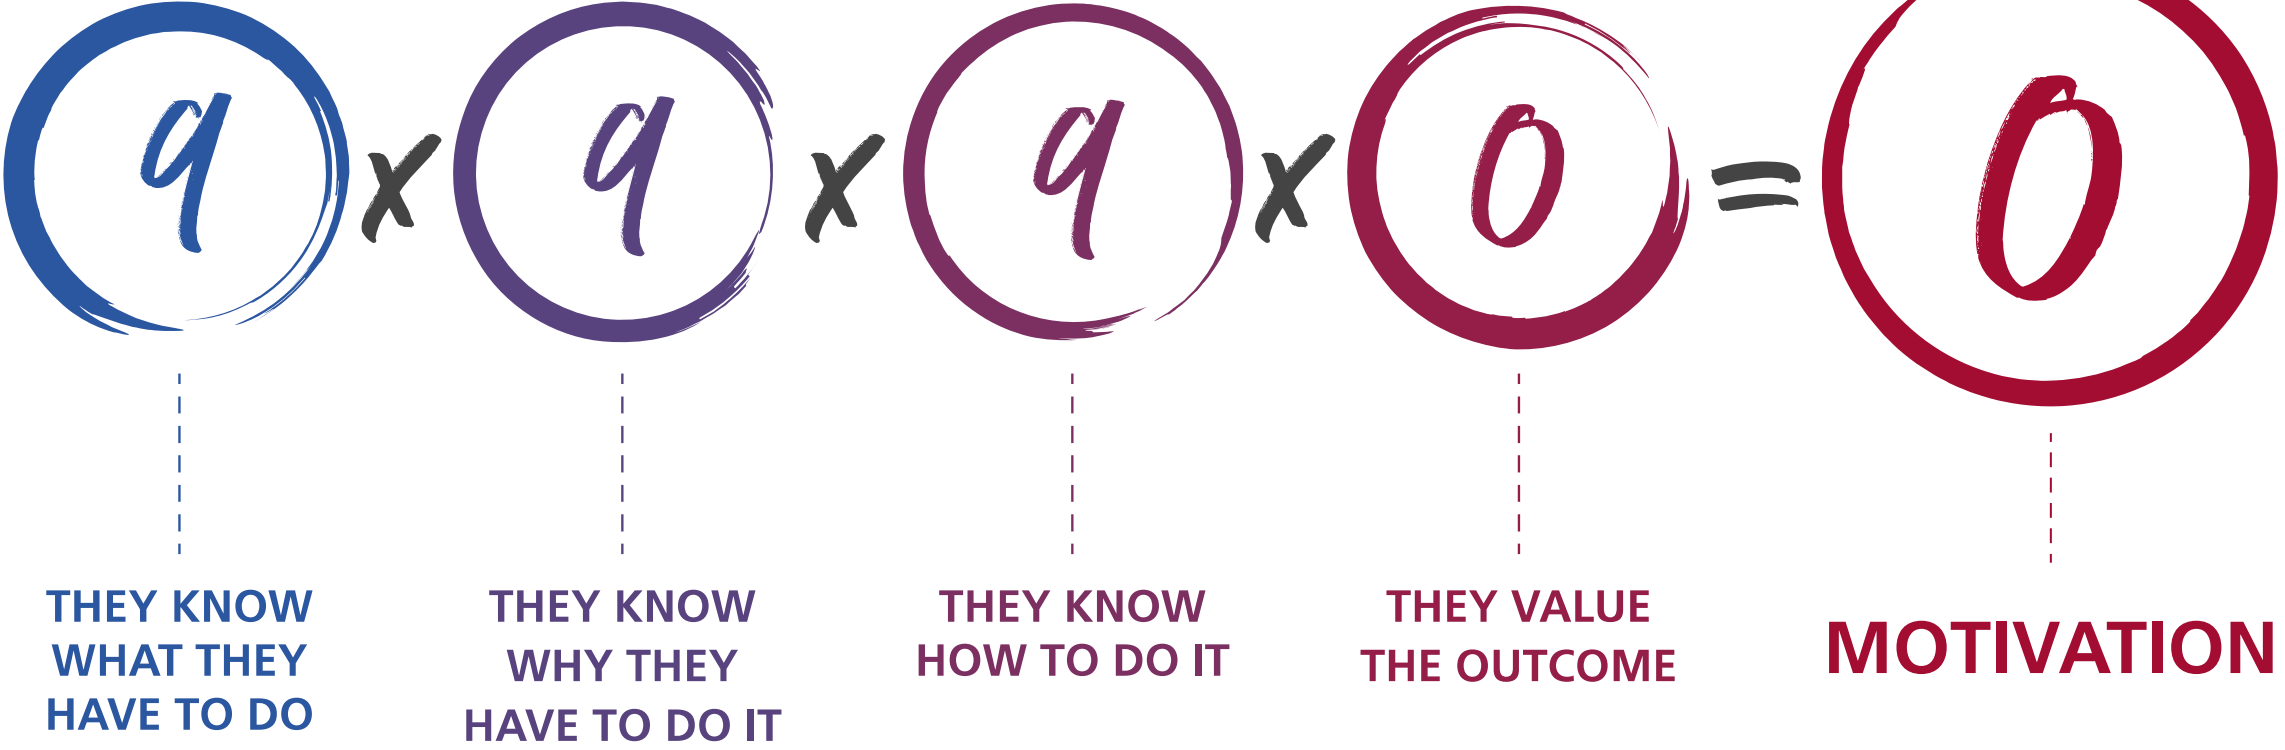 9 x 9 x 9 x 0 = 0
THEY KNOW
WHAT THEY
HAVE TO DO
THEY KNOW
WHY THEY
HAVE TO DO IT
THEY KNOW
HOW TO DO IT
THEY VALUE
THE OUTCOME
MOTIVATION